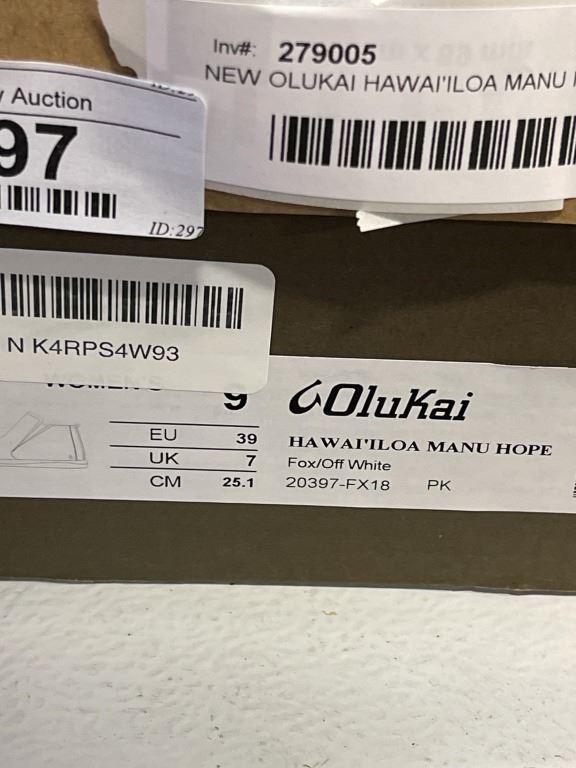 Inv#: 279005
NEW OLUKAI HAWAI'ILOA MANU
Auction
97
ID:297
N K4RPS4W93
WOMEN'S 9
OluKai
EU 39
UK 7
CM 25.1
HAWAI'ILOA MANU HOPE
Fox/Off White
20397-FX18 PK